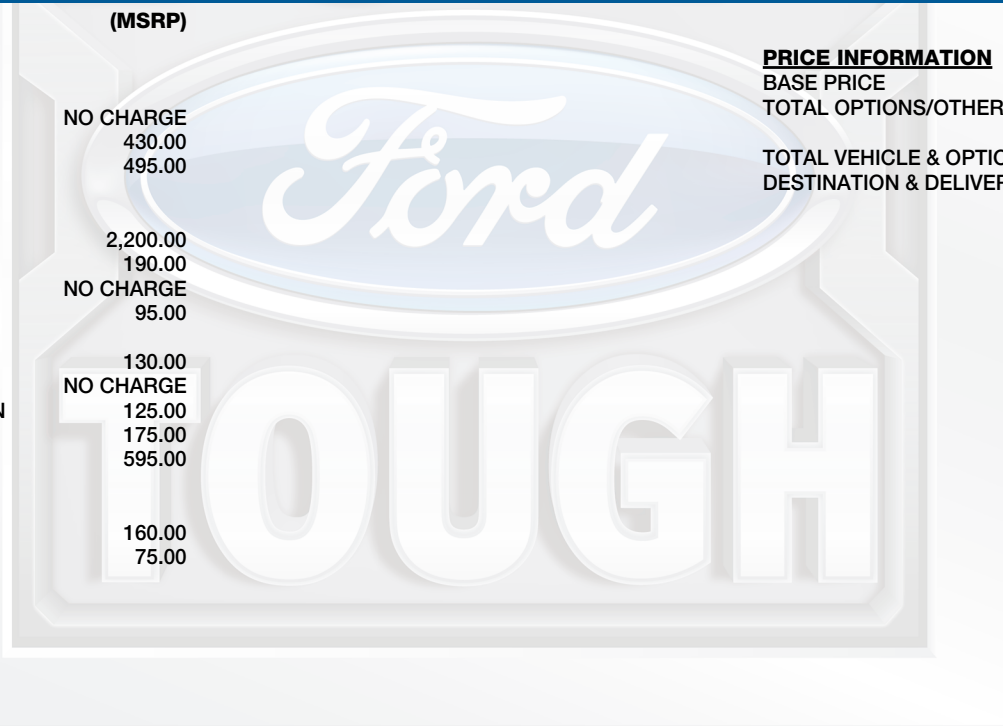 (MSRP)
NO CHARGE
430.00
495.00
2,200.00
190.00
NO CHARGE
95.00
130.00
NO CHARGE
N 125.00
175.00
595.00
160.00
75.00
PRICE INFORMATION
BASE PRICE
TOTAL OPTIONS/OTHER
TOTAL VEHICLE & OPTIO
DESTINATION & DELIVER
Ford
TOUGH